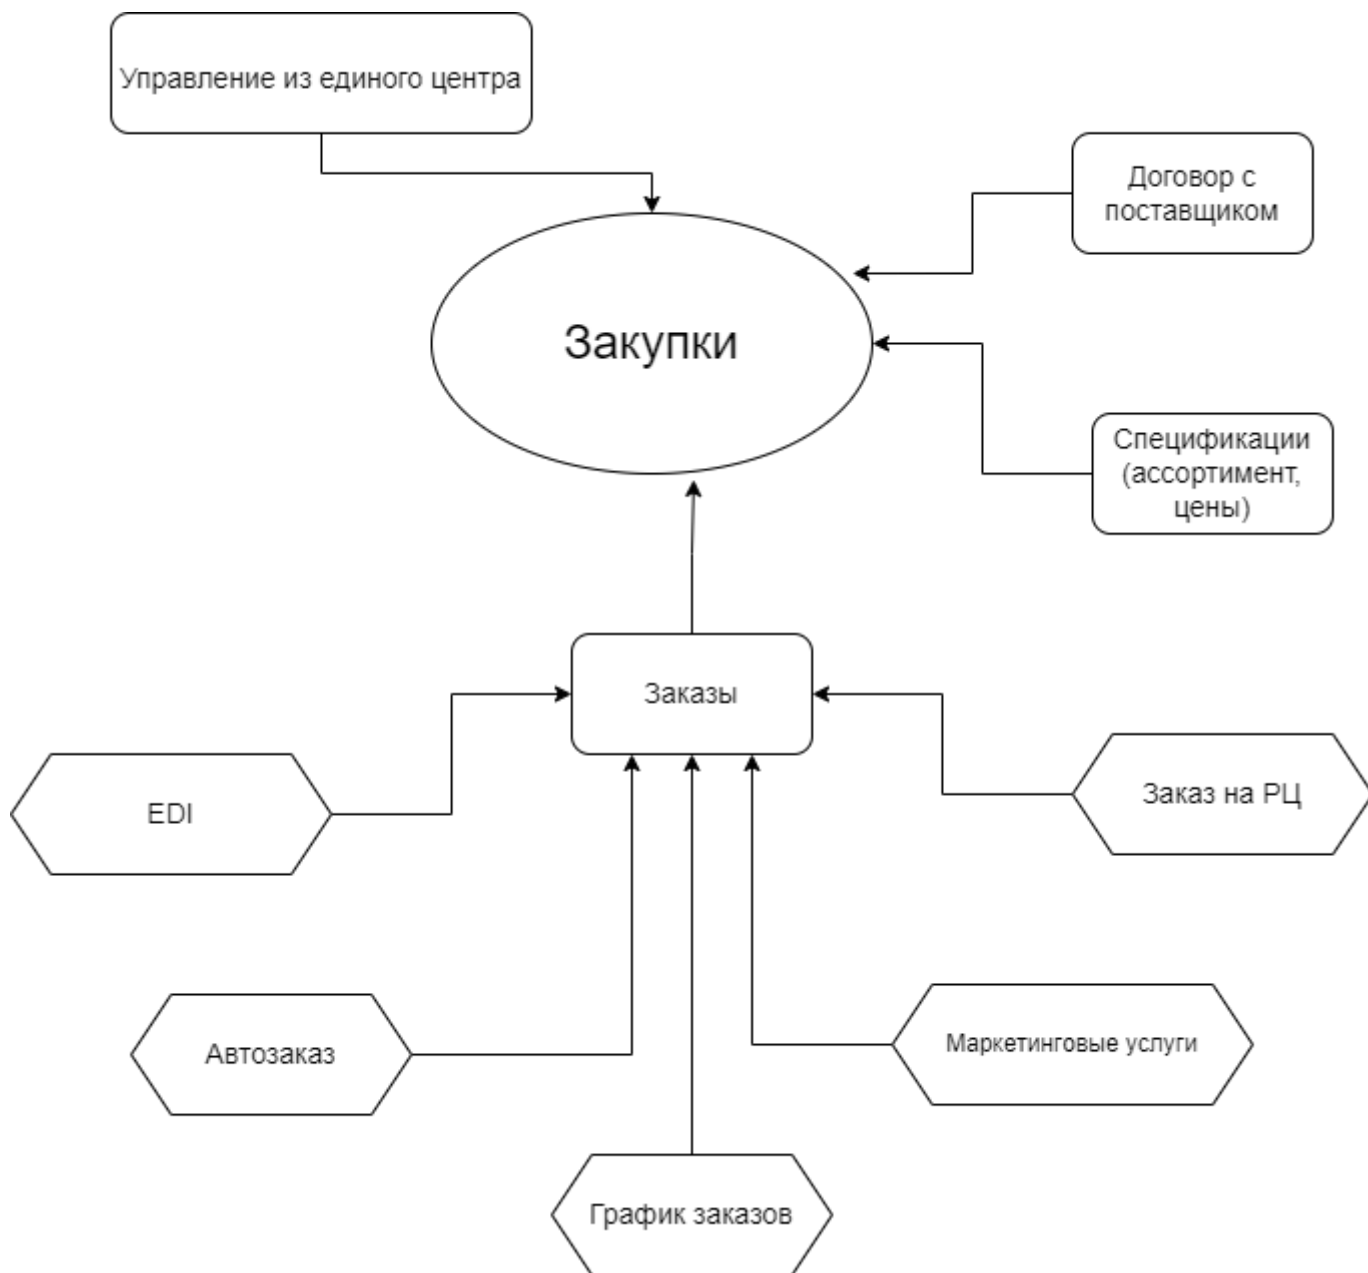 Управление из единого центра
Договор с
поставщиком
Закупки
Спецификации
(ассортимент,
цены)
Заказы
EDI
Заказ на РЦ
Автозаказ
Маркетинговые услуги
График заказов